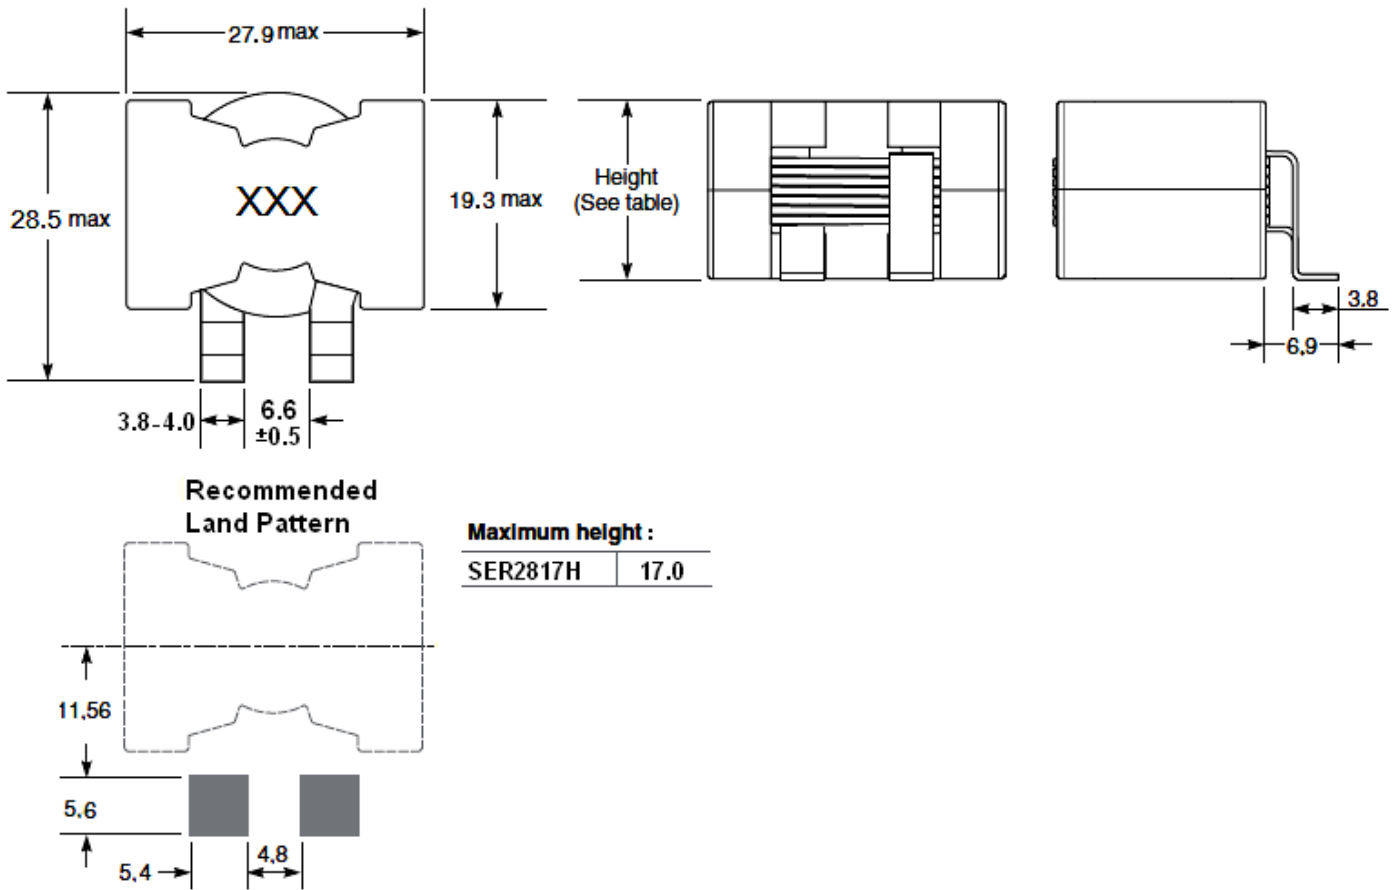 27.9 max
28.5 max
XXX
19.3 max
Height
(See table)
3.8
6.9
3.8-4.0
6.6
±0.5
Recommended
Land Pattern
Maximum height :
SER2817H 17.0
11.56
5.6
5.4
4.8